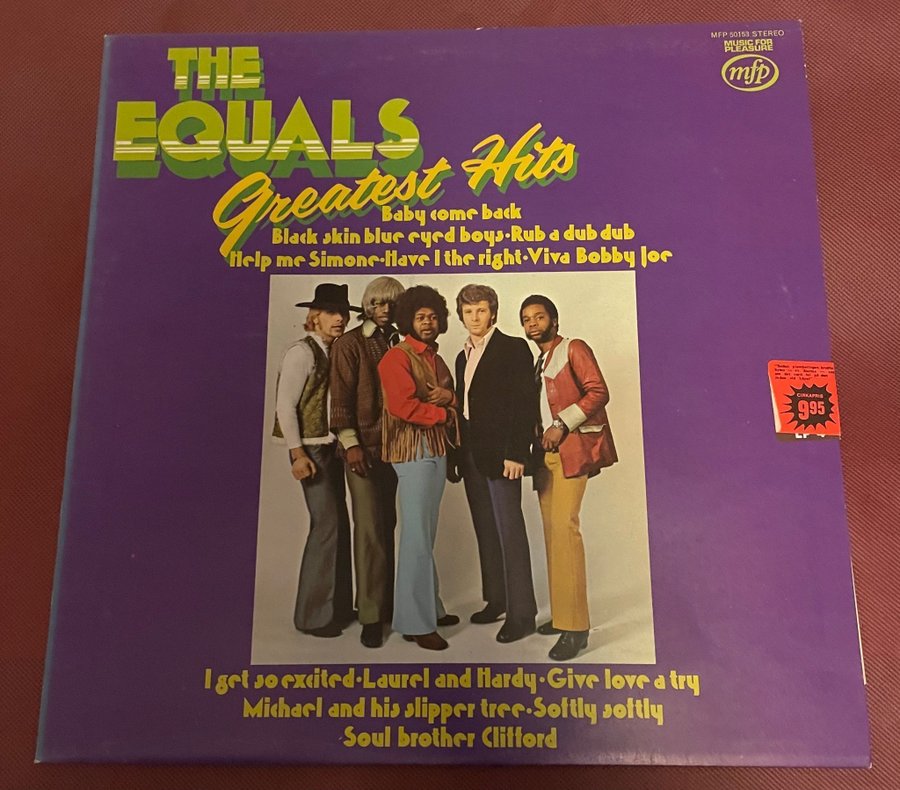 MFP 50153 STEREO
MUSIC FOR
PLEASURE
mfp
THE
EQUALS
Greatest Hits
Baby come back
Black skin blue eyed boys·Rub a dub dub
Help me Simone·Have I the right·Viva Bobby Joe
CIRKAPRIS
9.95
I get so excited·Laurel and Hardy·Give love a try
Michael and his slipper tree·Softly softly
Soul brother Clifford